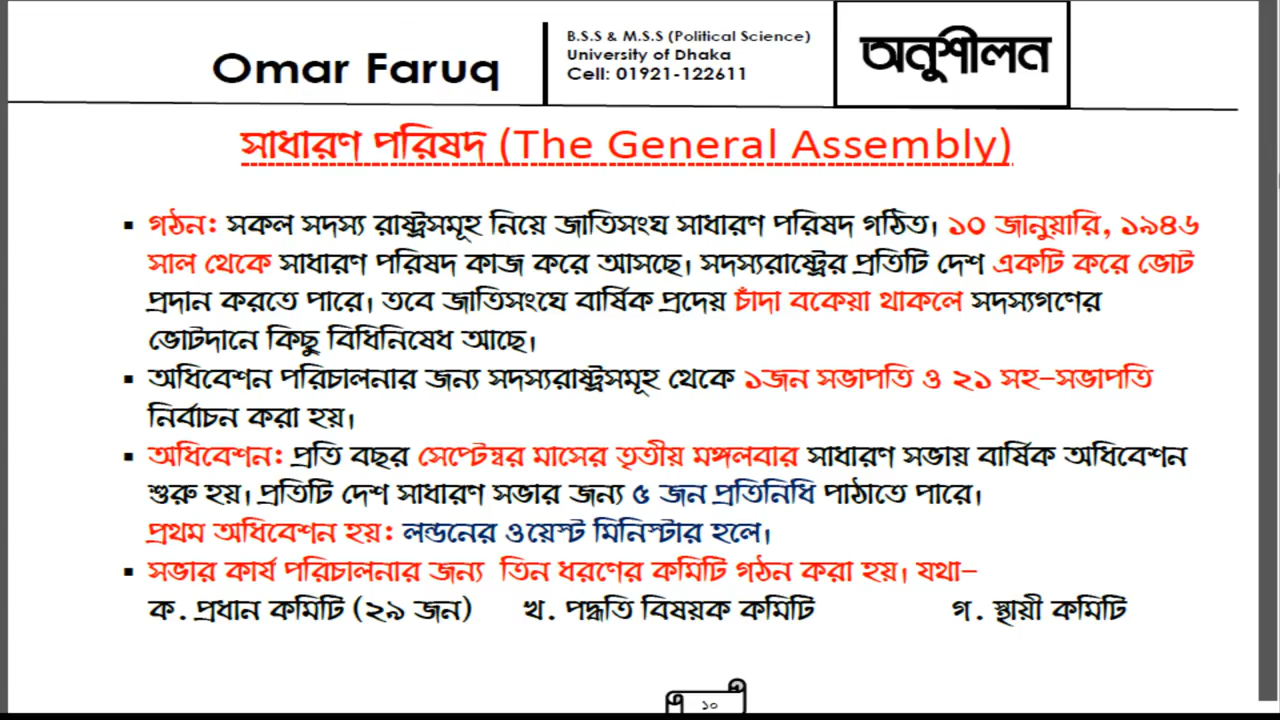 Omar Faruq
B.S.S & M.S.S (Political Science)
University of Dhaka
Cell: 01921-122611
অনুশীলন
সাধারণ পরিষদ (The General Assembly)
▪ গঠন: সকল সদস্য রাষ্ট্রসমূহ নিয়ে জাতিসংঘ সাধারণ পরিষদ গঠিত। ১০ জানুয়ারি, ১৯৪৬
সাল থেকে সাধারণ পরিষদ কাজ করে আসছে। সদস্যরাষ্ট্রের প্রতিটি দেশ একটি করে ভোট
প্রদান করতে পারে। তবে জাতিসংঘে বার্ষিক প্রদেয় চাঁদা বকেয়া থাকলে সদস্যগণের
ভোটদানে কিছু বিধিনিষেধ আছে।
▪ অধিবেশন পরিচালনার জন্য সদস্যরাষ্ট্রসমূহ থেকে ১জন সভাপতি ও ২১ সহ-সভাপতি
নির্বাচন করা হয়।
▪ অধিবেশন: প্রতি বছর সেপ্টেম্বর মাসের তৃতীয় মঙ্গলবার সাধারণ সভায় বার্ষিক অধিবেশন
শুরু হয়। প্রতিটি দেশ সাধারণ সভার জন্য ৫ জন প্রতিনিধি পাঠাতে পারে।
প্রথম অধিবেশন হয়: লন্ডনের ওয়েস্ট মিনিস্টার হলে।
▪ সভার কার্য পরিচালনার জন্য তিন ধরণের কমিটি গঠন করা হয়। যথা-
ক. প্রধান কমিটি (২৯ জন) খ. পদ্ধতি বিষয়ক কমিটি গ. স্থায়ী কমিটি
১০